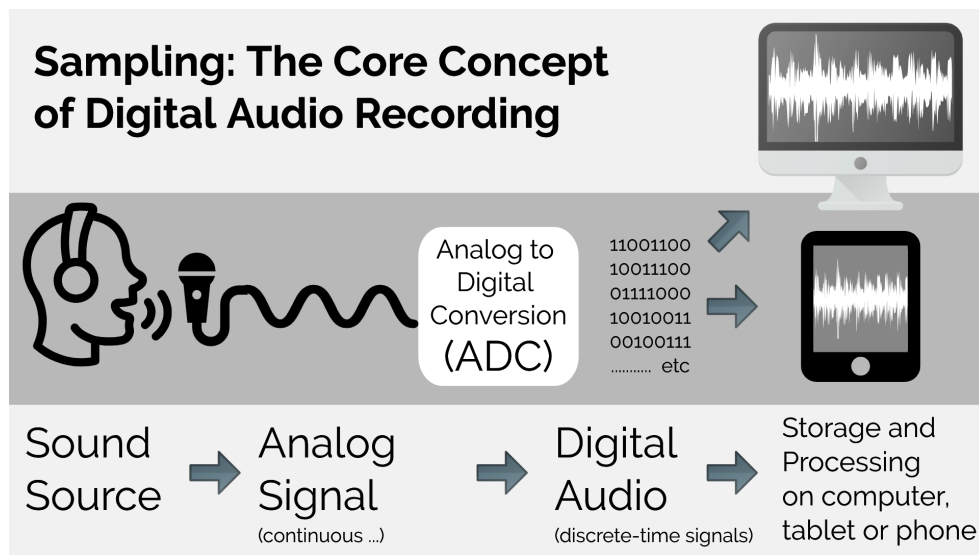 Sampling: The Core Concept
of Digital Audio Recording
Analog to
Digital
Conversion
(ADC)
11001100
10011100
01111000
10010011
00100111
........... etc
Sound
Source
Analog
Signal
(continuous ...)
Digital
Audio
(discrete-time signals)
Storage and
Processing
on computer,
tablet or phone